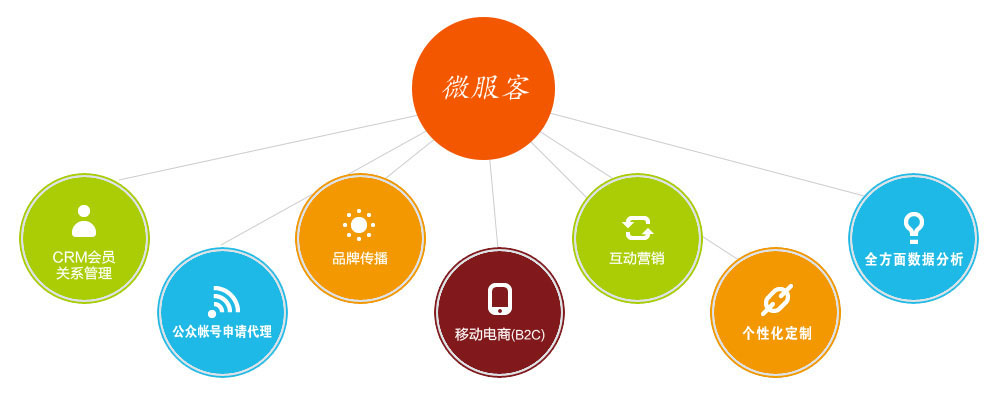 微服客
CRM会员
关系管理
公众帐号申请代理
品牌传播
移动电商(B2C)
互动营销
个性化定制
全方面数据分析